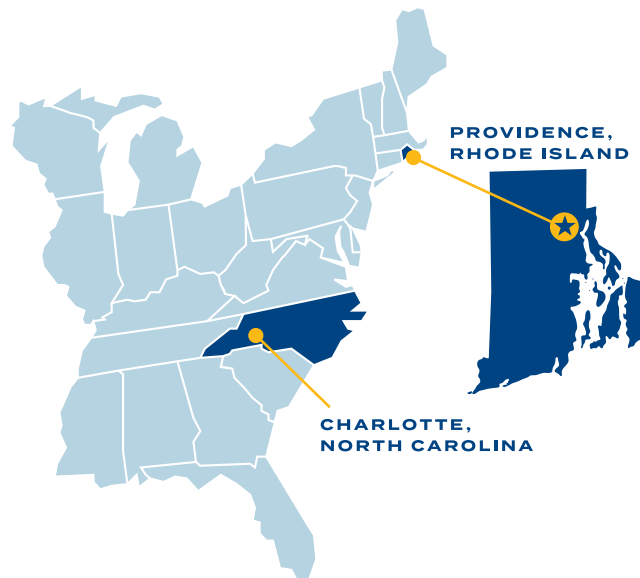 PROVIDENCE,
RHODE ISLAND
CHARLOTTE,
NORTH CAROLINA